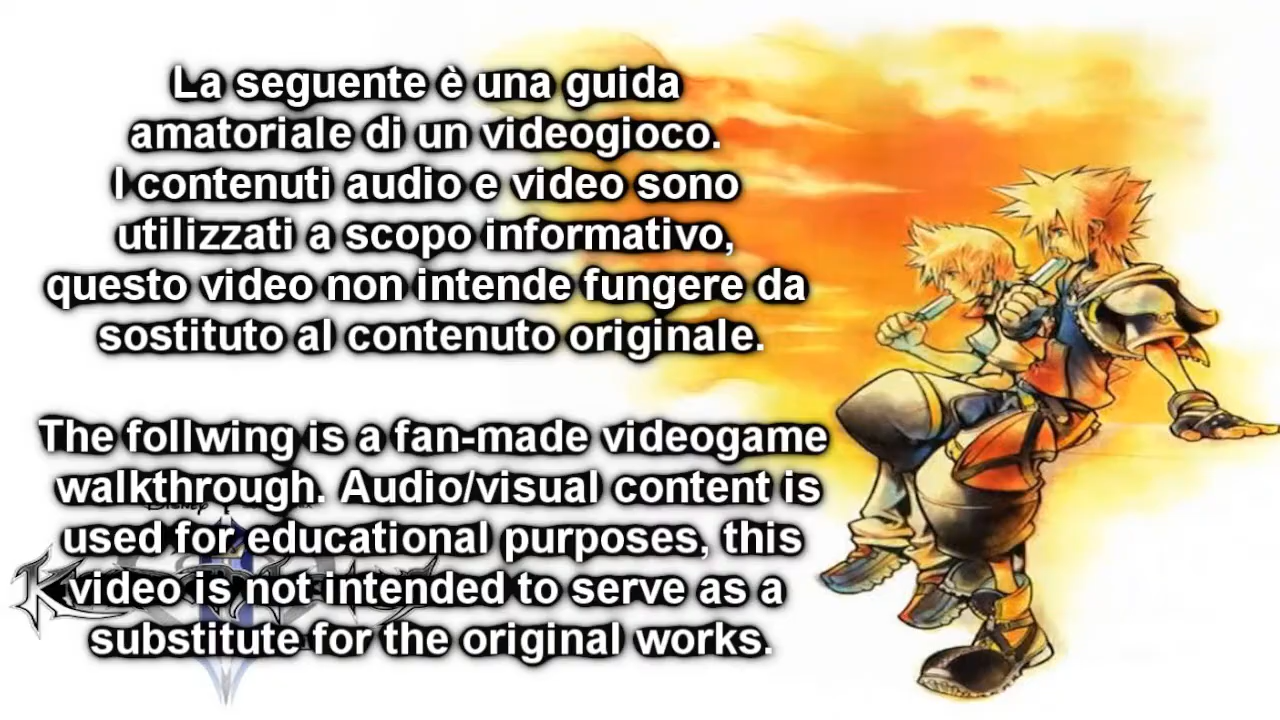 La seguente è una guida
amatoriale di un videogioco.
I contenuti audio e video sono
utilizzati a scopo informativo,
questo video non intende fungere da
sostituto al contenuto originale.
The follwing is a fan-made videogame
walkthrough. Audio/visual content is
used for educational purposes, this
video is not intended to serve as a
substitute for the original works.